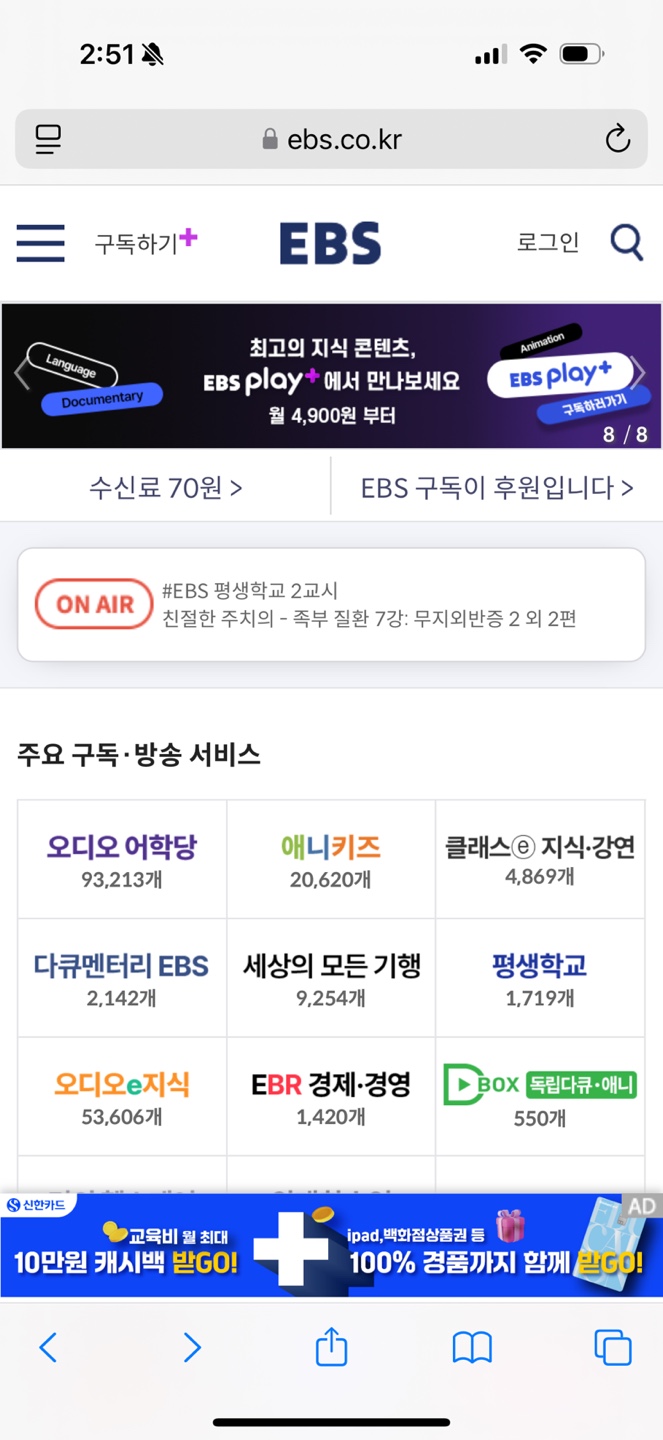 2:51
ebs.co.kr
구독하기+
EBS
로그인
Language
Documentary
최고의 지식 콘텐츠,
EBS play+에서 만나보세요
월 4,900원 부터
Animation
EBS play+
구독하러가기
8 / 8
수신료 70원 >
EBS 구독이 후원입니다 >
ON AIR
#EBS 평생학교 2교시
친절한 주치의 - 족부 질환 7강: 무지외반증 2 외 2편
주요 구독·방송 서비스
오디오 어학당
93,213개
애니키즈
20,620개
클래스ⓔ 지식·강연
4,869개
다큐멘터리 EBS
2,142개
세상의 모든 기행
9,254개
평생학교
1,719개
오디오e지식
53,606개
EBR 경제·경영
1,420개
D BOX 독립다큐·애니
550개
신한카드
AD
교육비 월 최대
10만원 캐시백 받GO!
ipad,백화점상품권 등
100% 경품까지 함께 받GO!